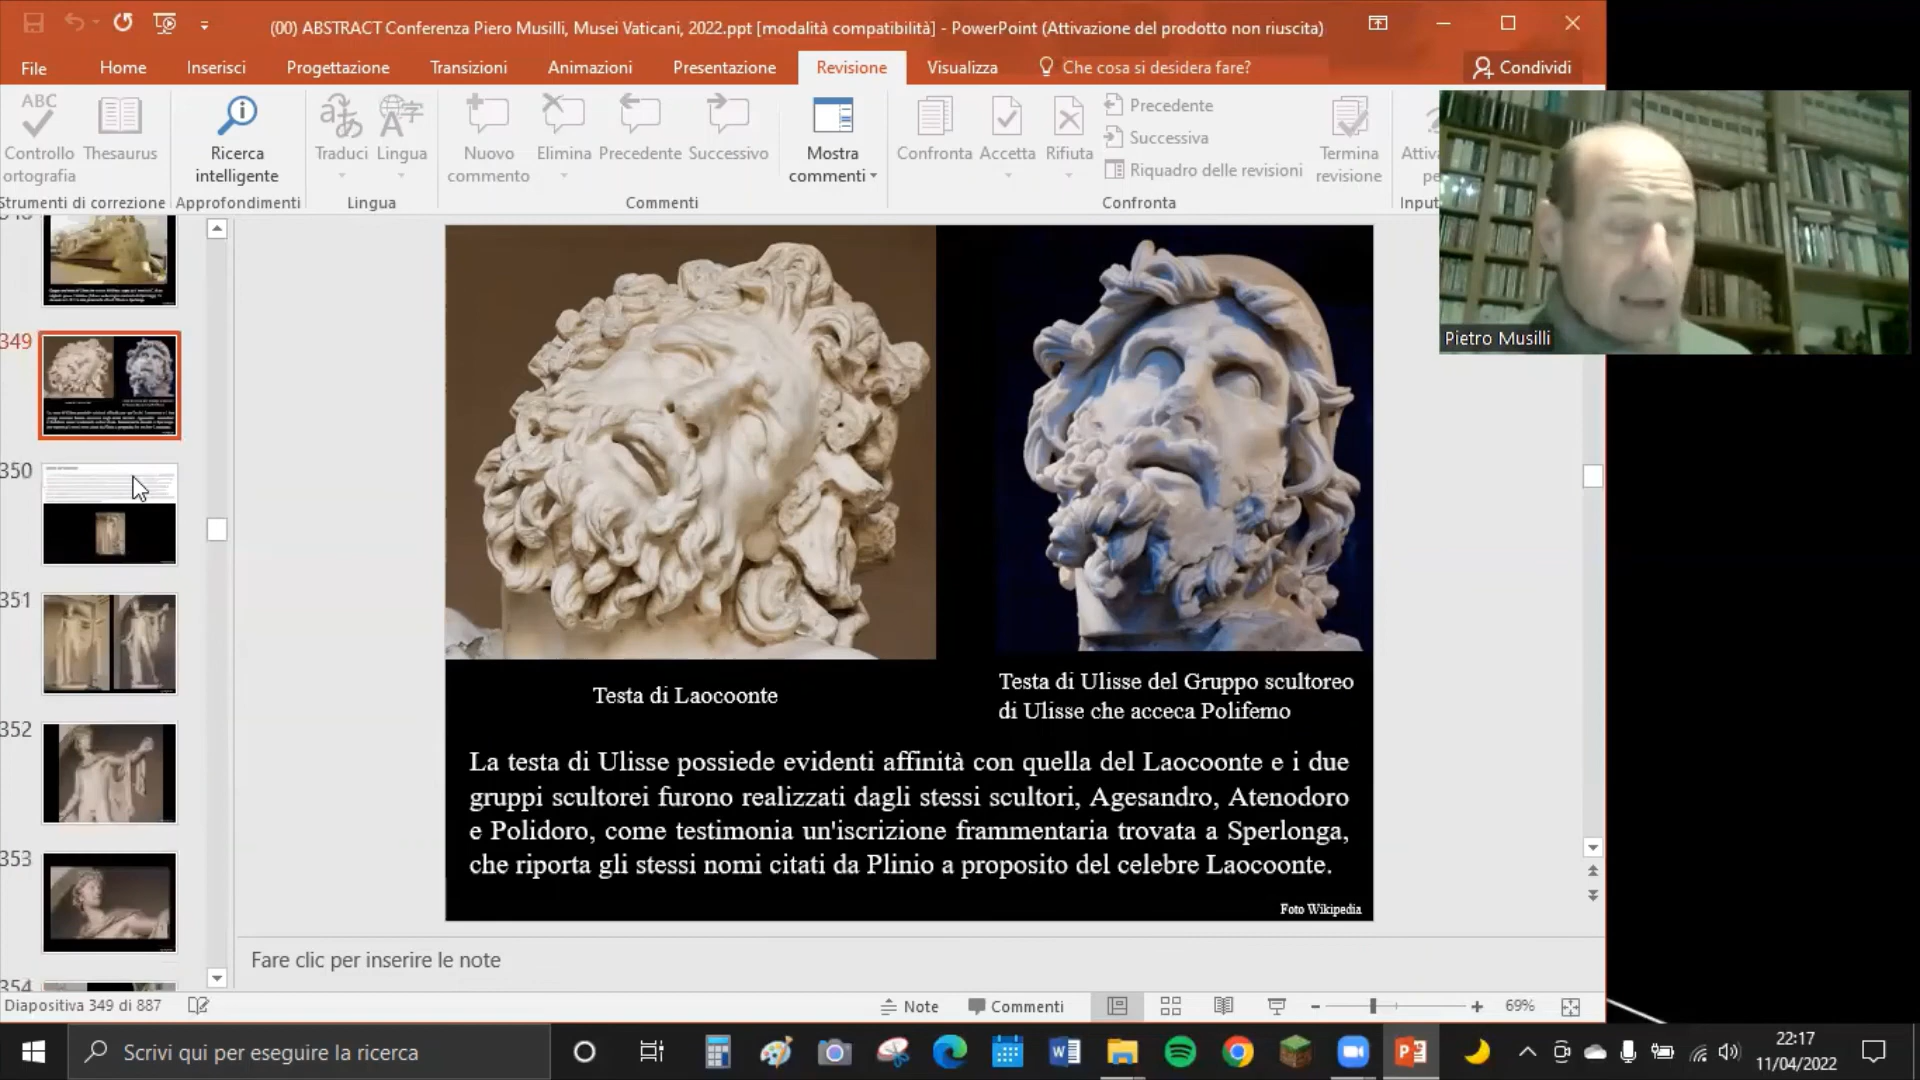 (00) ABSTRACT Conferenza Piero Musilli, Musei Vaticani, 2022.ppt [modalità compatibilità] - PowerPoint (Attivazione del prodotto non riuscita)
File Home Inserisci Progettazione Transizioni Animazioni Presentazione Revisione Visualizza Che cosa si desidera fare? Condividi
ABC
Controllo
ortografia
Thesaurus
Strumenti di correzione
Ricerca
intelligente
Approfondimenti
Traduci
Lingua
Lingua
Nuovo
commento
Elimina
Precedente
Successivo
Mostra
commenti
Commenti
Confronta
Accetta
Rifiuta
Precedente
Successiva
Riquadro delle revisioni
Termina
revisione
Confronta
Input
Pietro Musilli
349
350
351
352
353
354
Testa di Laocoonte
Testa di Ulisse del Gruppo scultoreo
di Ulisse che acceca Polifemo
La testa di Ulisse possiede evidenti affinità con quella del Laocoonte e i due
gruppi scultorei furono realizzati dagli stessi scultori, Agesandro, Atenodoro
e Polidoro, come testimonia un'iscrizione frammentaria trovata a Sperlonga,
che riporta gli stessi nomi citati da Plinio a proposito del celebre Laocoonte.
Foto Wikipedia
Fare clic per inserire le note
Diapositiva 349 di 887
Note
Commenti
69%
Scrivi qui per eseguire la ricerca
22:17
11/04/2022